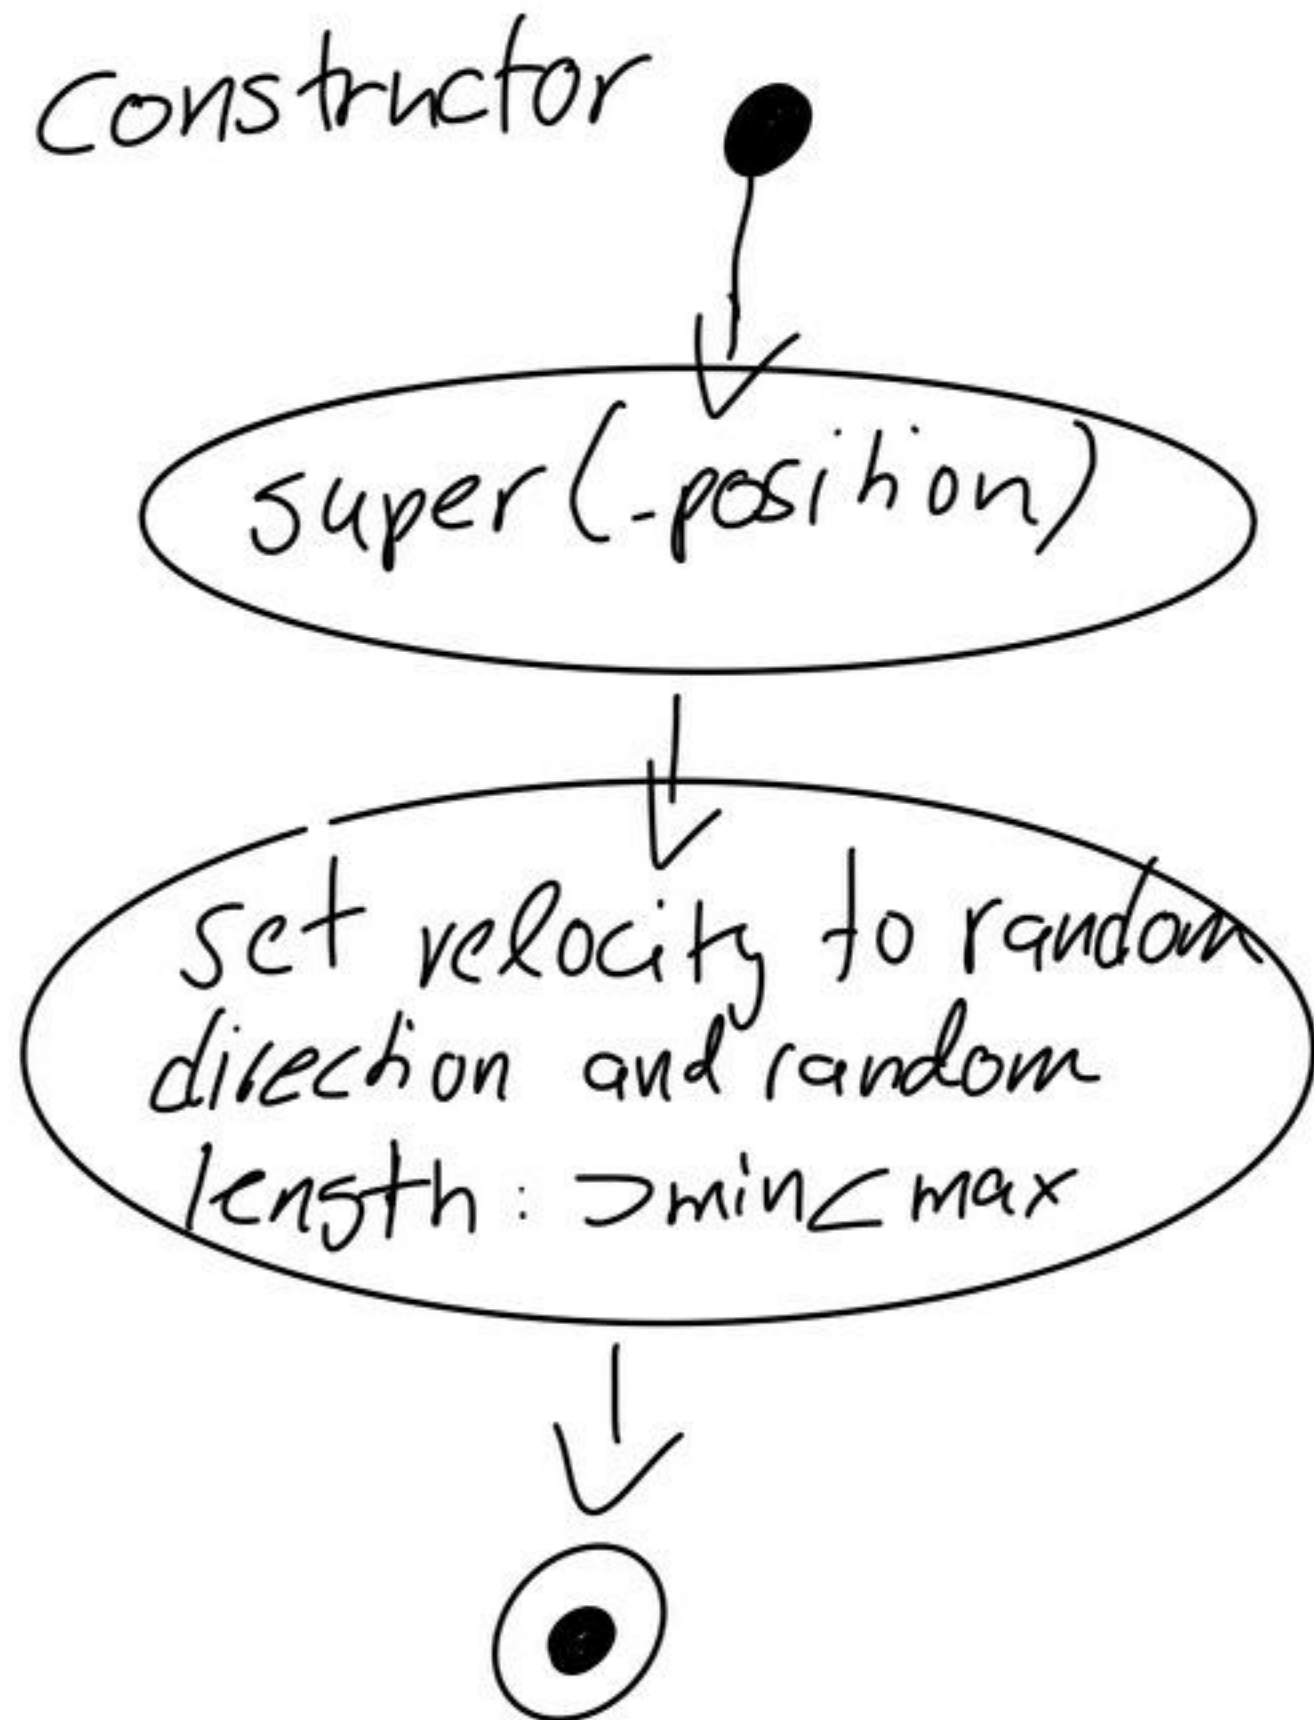 constructor
super(_position)
set velocity to random
direction and random
length: >min<max